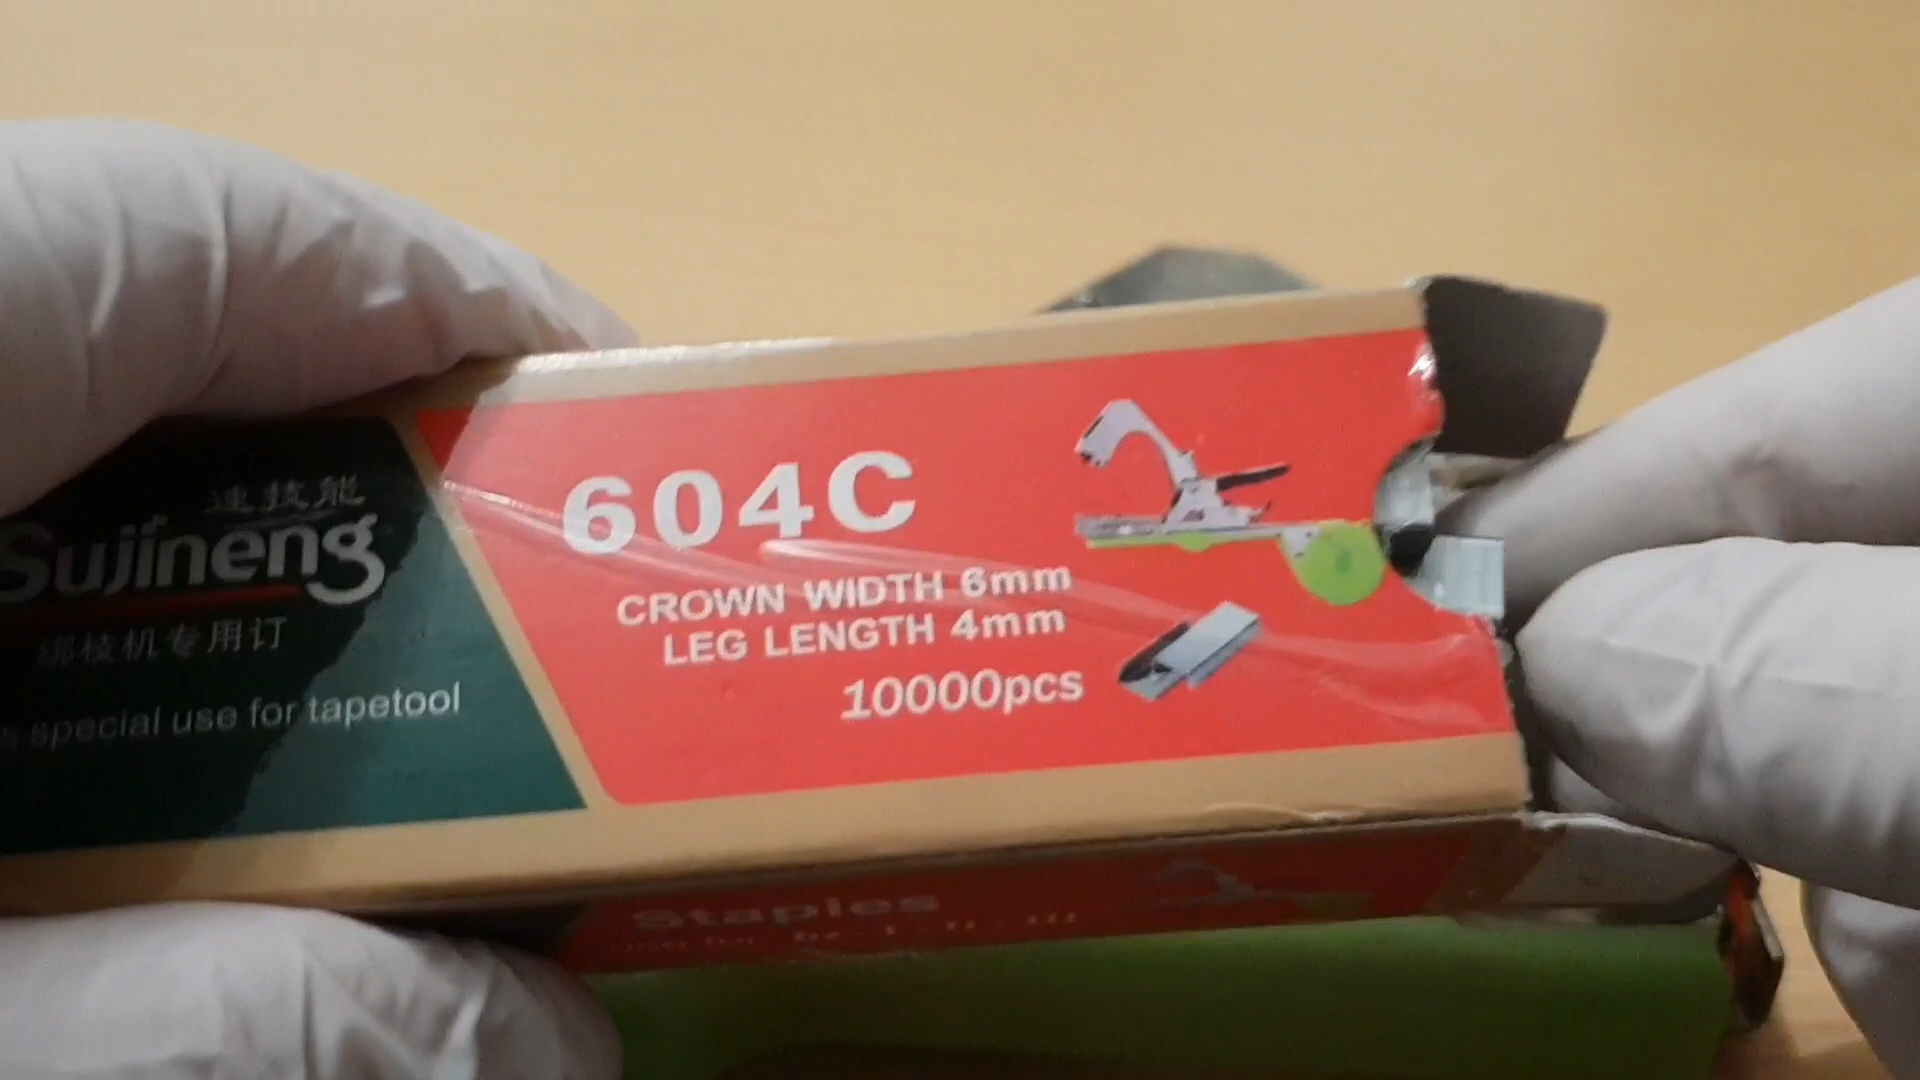 速技能
Sujineng
绑枝机专用订
special use for tapetool
604C
CROWN WIDTH 6mm
LEG LENGTH 4mm
10000pcs
Staples